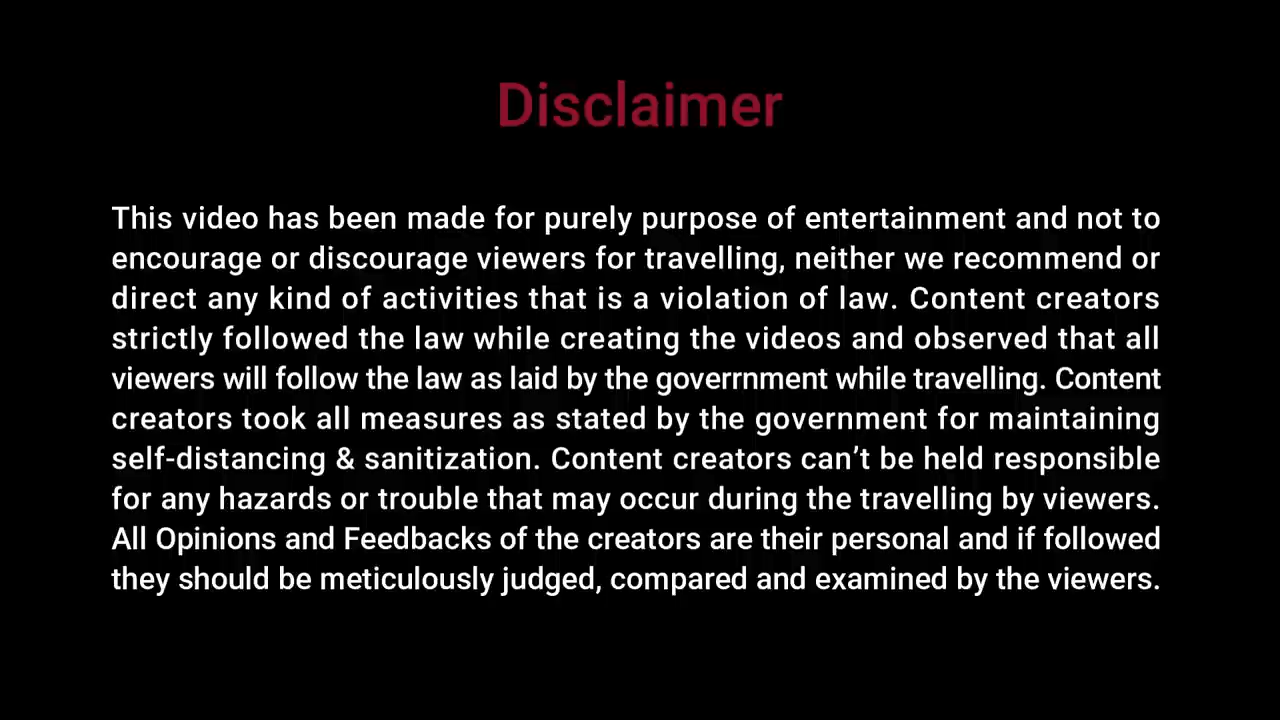 Disclaimer
This video has been made for purely purpose of entertainment and not to
encourage or discourage viewers for travelling, neither we recommend or
direct any kind of activities that is a violation of law. Content creators
strictly followed the law while creating the videos and observed that all
viewers will follow the law as laid by the goverrnment while travelling. Content
creators took all measures as stated by the government for maintaining
self-distancing & sanitization. Content creators can’t be held responsible
for any hazards or trouble that may occur during the travelling by viewers.
All Opinions and Feedbacks of the creators are their personal and if followed
they should be meticulously judged, compared and examined by the viewers.